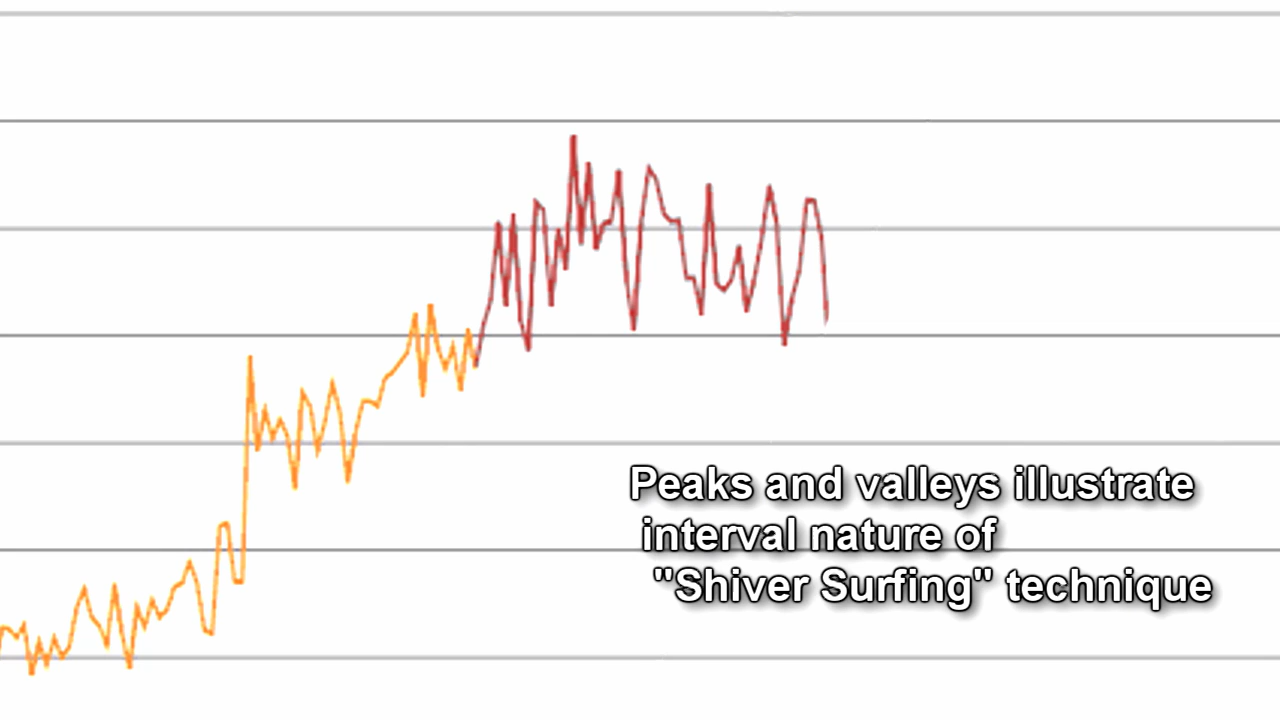 Peaks and valleys illustrate
interval nature of
"Shiver Surfing" technique